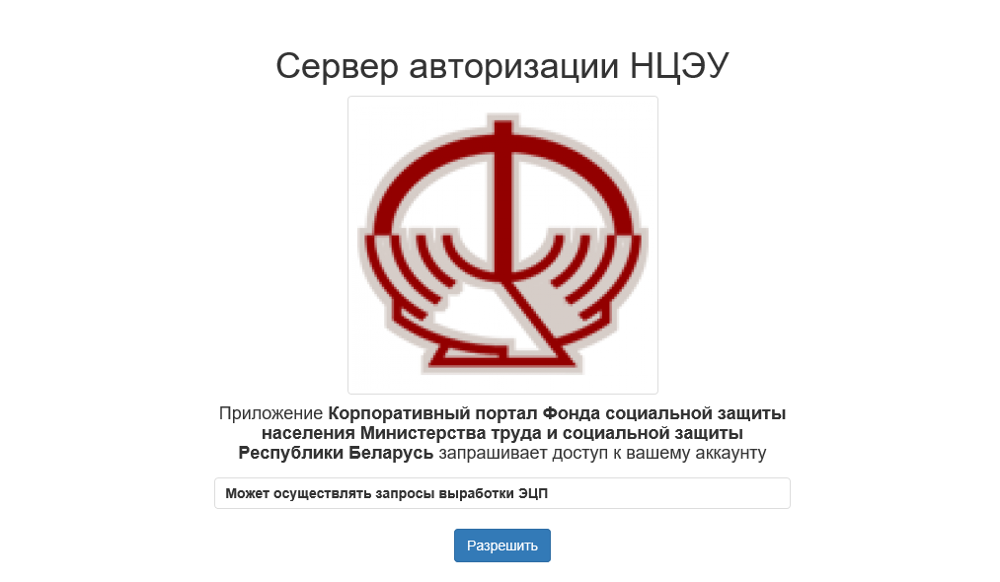 Сервер авторизации НЦЭУ
Приложение Корпоративный портал Фонда социальной защиты
населения Министерства труда и социальной защиты
Республики Беларусь запрашивает доступ к вашему аккаунту
Может осуществлять запросы выработки ЭЦП
Разрешить